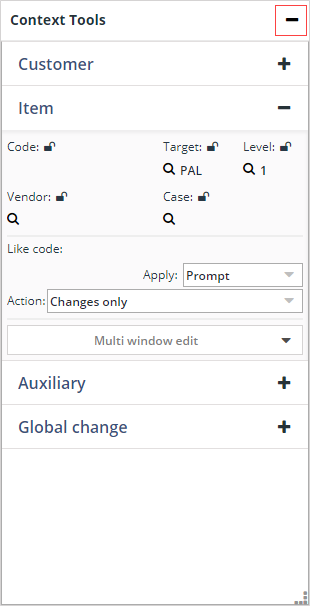 Context Tools
Customer
Item
Code: Target: Level:
PAL 1
Vendor: Case:
Like code:
Apply: Prompt
Action: Changes only
Multi window edit
Auxiliary
Global change